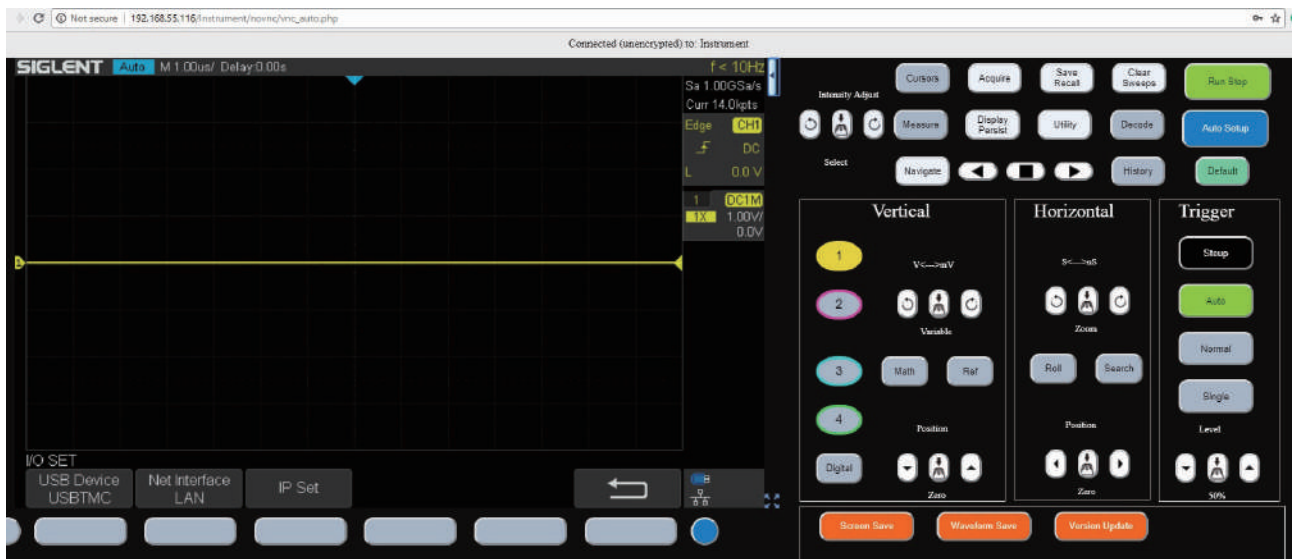 Not secure | 192.168.55.116/Instrument/novnc/vnc_auto.php
Connected (unencrypted) to: Instrument
SIGLENT Auto M 1.00us/ Delay:0.00s f < 10Hz
Sa 1.00GSa/s
Curr 14.0kpts
Edge CH1
DC
L 0.0 V
1 DC1M
1X 1.00V/
0.0V
1
I/O SET
USB Device
USBTMC
Net Interface
LAN
IP Set
Intensity Adjust
Select
Cursors
Acquire
Save
Recall
Clear
Sweeps
Run Stop
Measure
Display
Persist
Utility
Decode
Auto Setup
Navigate
History
Default
Vertical
1
2
3
4
Digital
V<--->mV
Variable
Math
Ref
Position
Zero
Horizontal
S<--->nS
Zoom
Roll
Search
Position
Zero
Trigger
Steup
Auto
Normal
Single
Level
50%
Screen Save
Waveform Save
Version Update